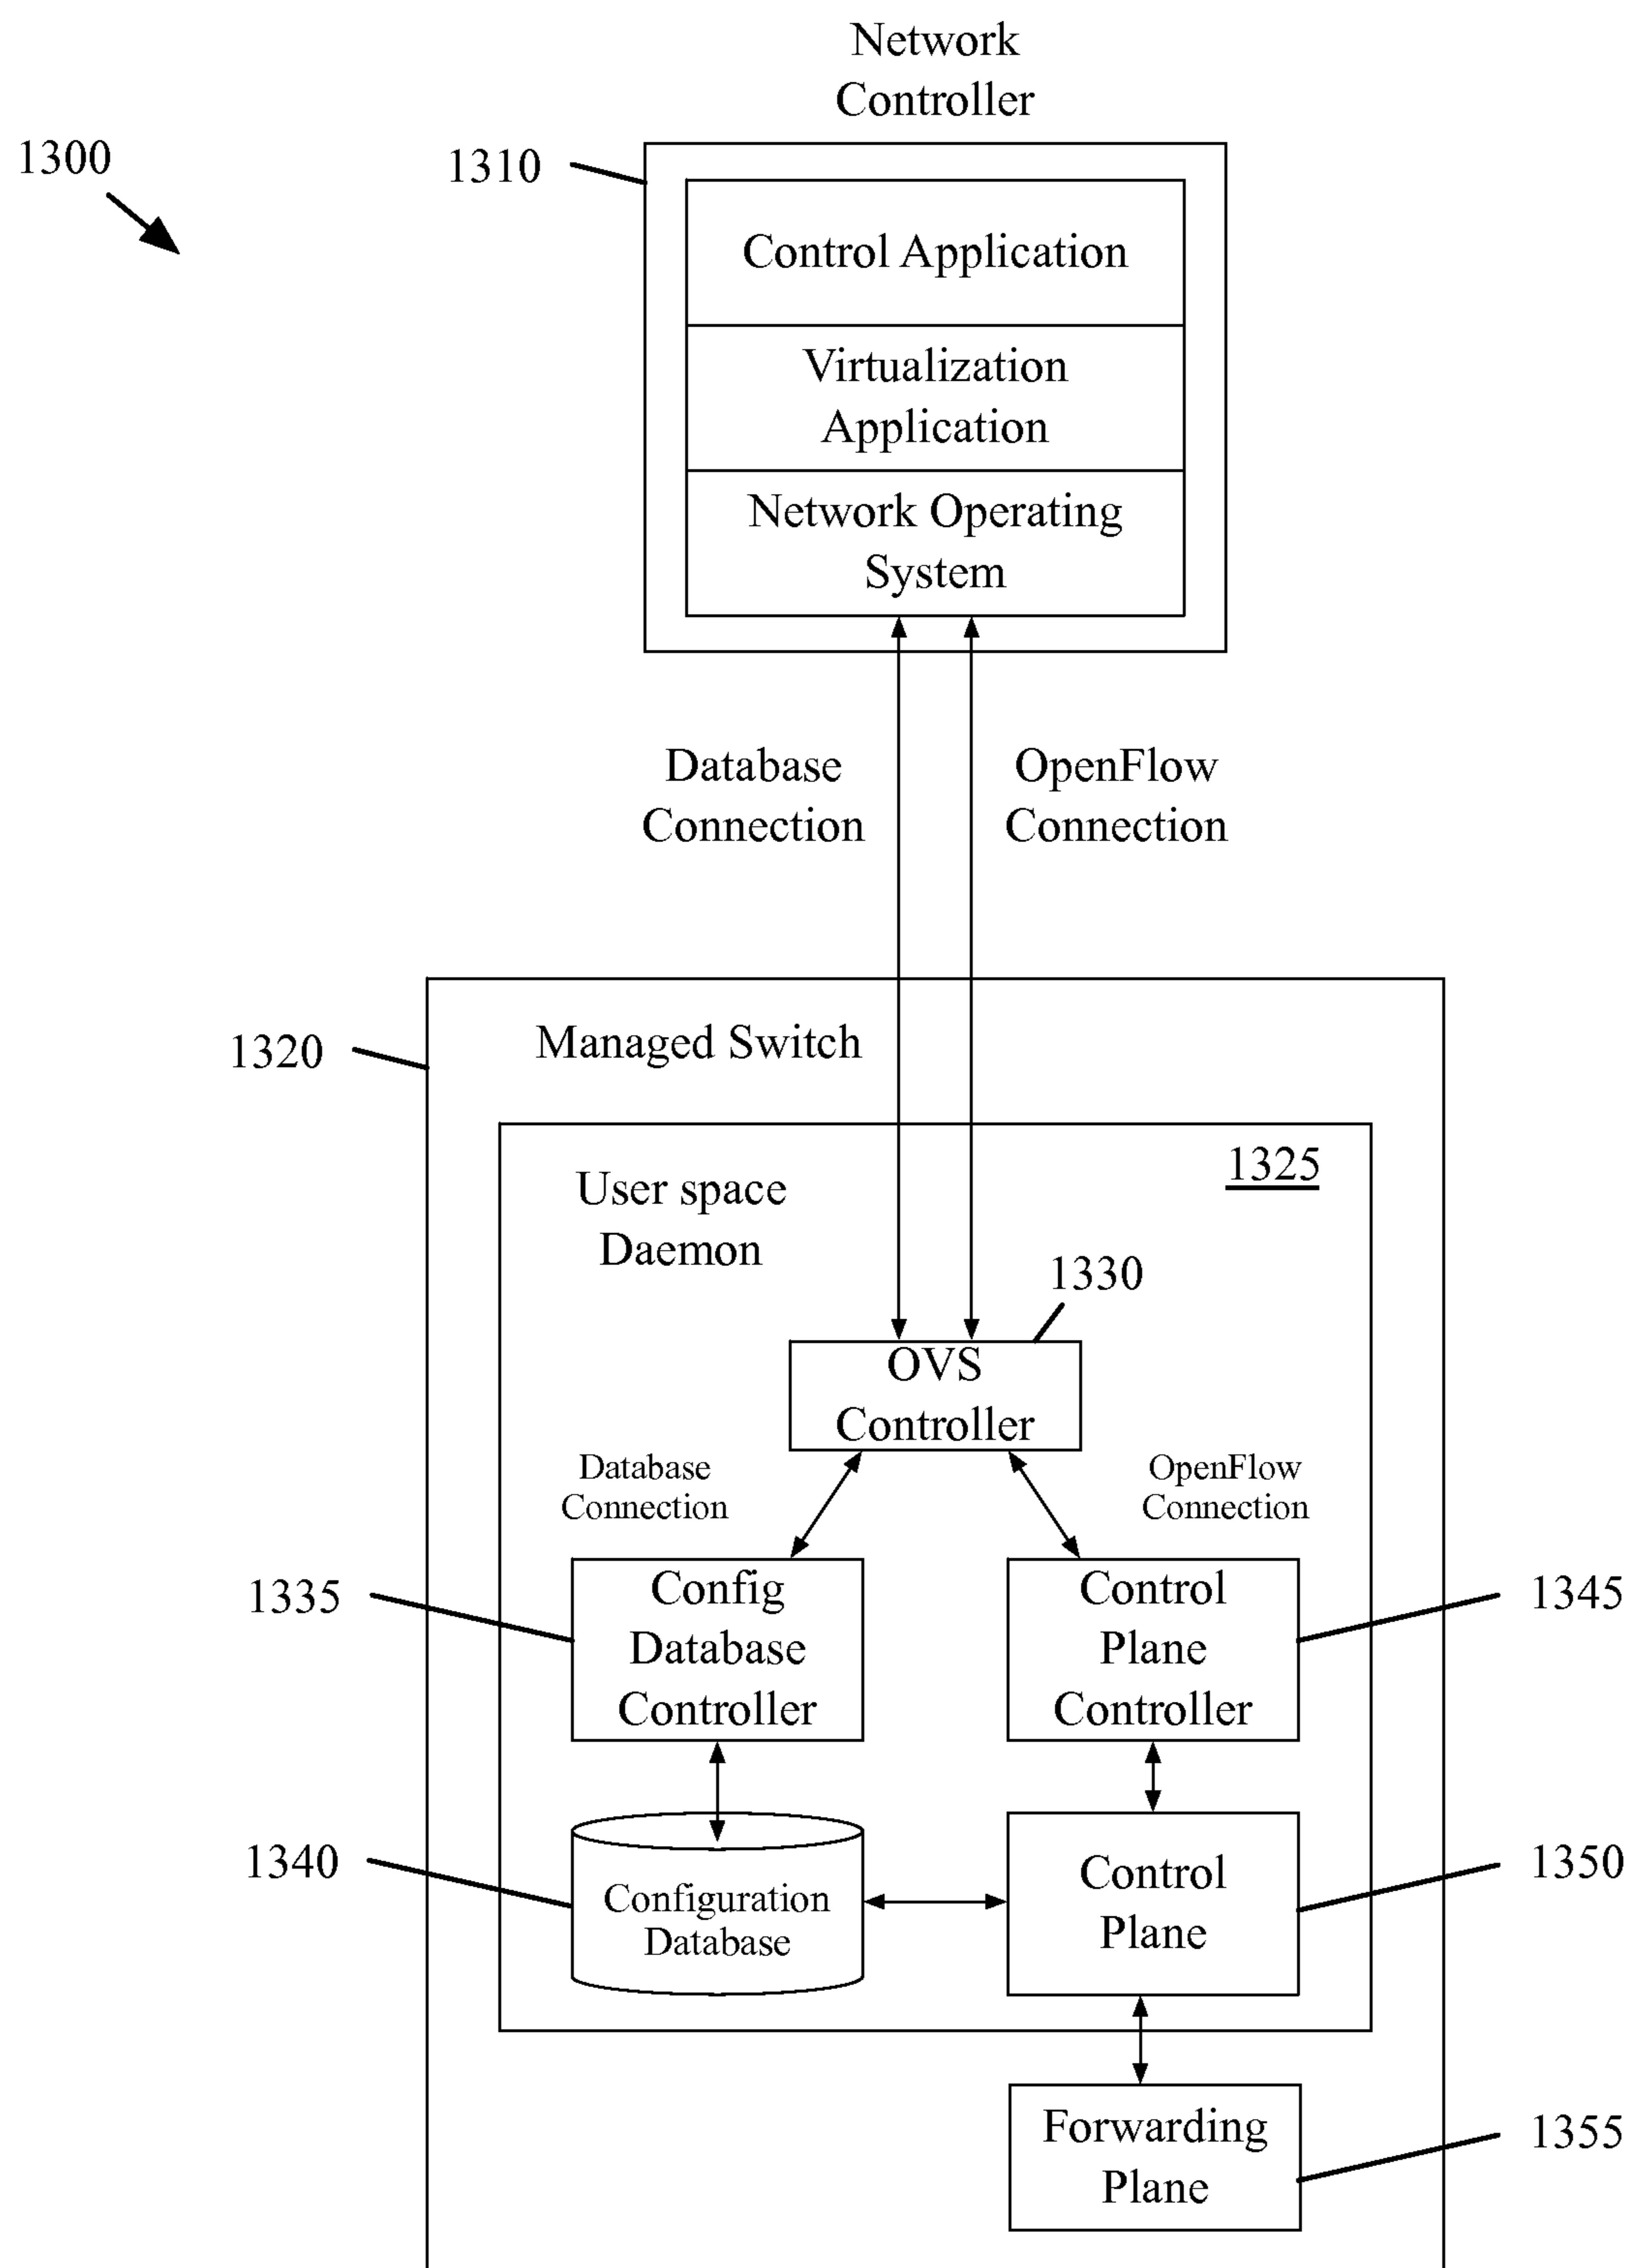 Network
Controller
1300
1310
Control Application
Virtualization
Application
Network Operating
System
Database
Connection
OpenFlow
Connection
1320
Managed Switch
1325
User space
Daemon
1330
OVS
Controller
Database
Connection
OpenFlow
Connection
1335
Config
Database
Controller
Control
Plane
Controller
1345
1340
Configuration
Database
Control
Plane
1350
Forwarding
Plane
1355